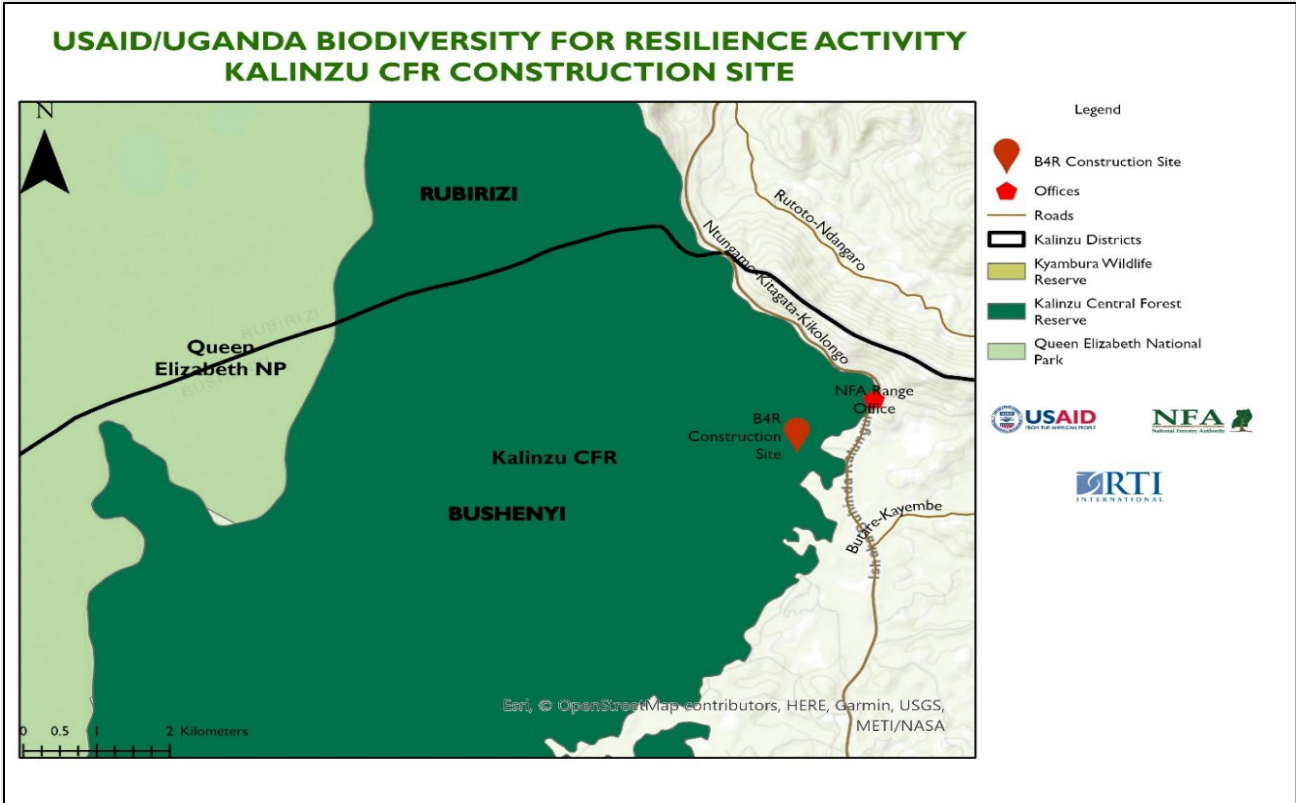 USAID/UGANDA BIODIVERSITY FOR RESILIENCE ACTIVITY
KALINZU CFR CONSTRUCTION SITE
N
RUBIRIZI
Rutoto-Ndangaro
Ntungamo-Kitagata-Kikolongo
RUBIRIZI
Queen
Elizabeth NP
NFA Range
Office
B4R
Construction
Site
Kalinzu CFR
BUSHENYI
Butare-Kayembe
Esri, © OpenStreetMap contributors, HERE, Garmin, USGS,
METI/NASA
0 0.5 1 2 Kilometers
Legend
B4R Construction Site
Offices
Roads
Kalinzu Districts
Kyambura Wildlife
Reserve
Kalinzu Central Forest
Reserve
Queen Elizabeth National
Park
USAID
FROM THE AMERICAN PEOPLE
NFA
National Forestry Authority
RTI
INTERNATIONAL